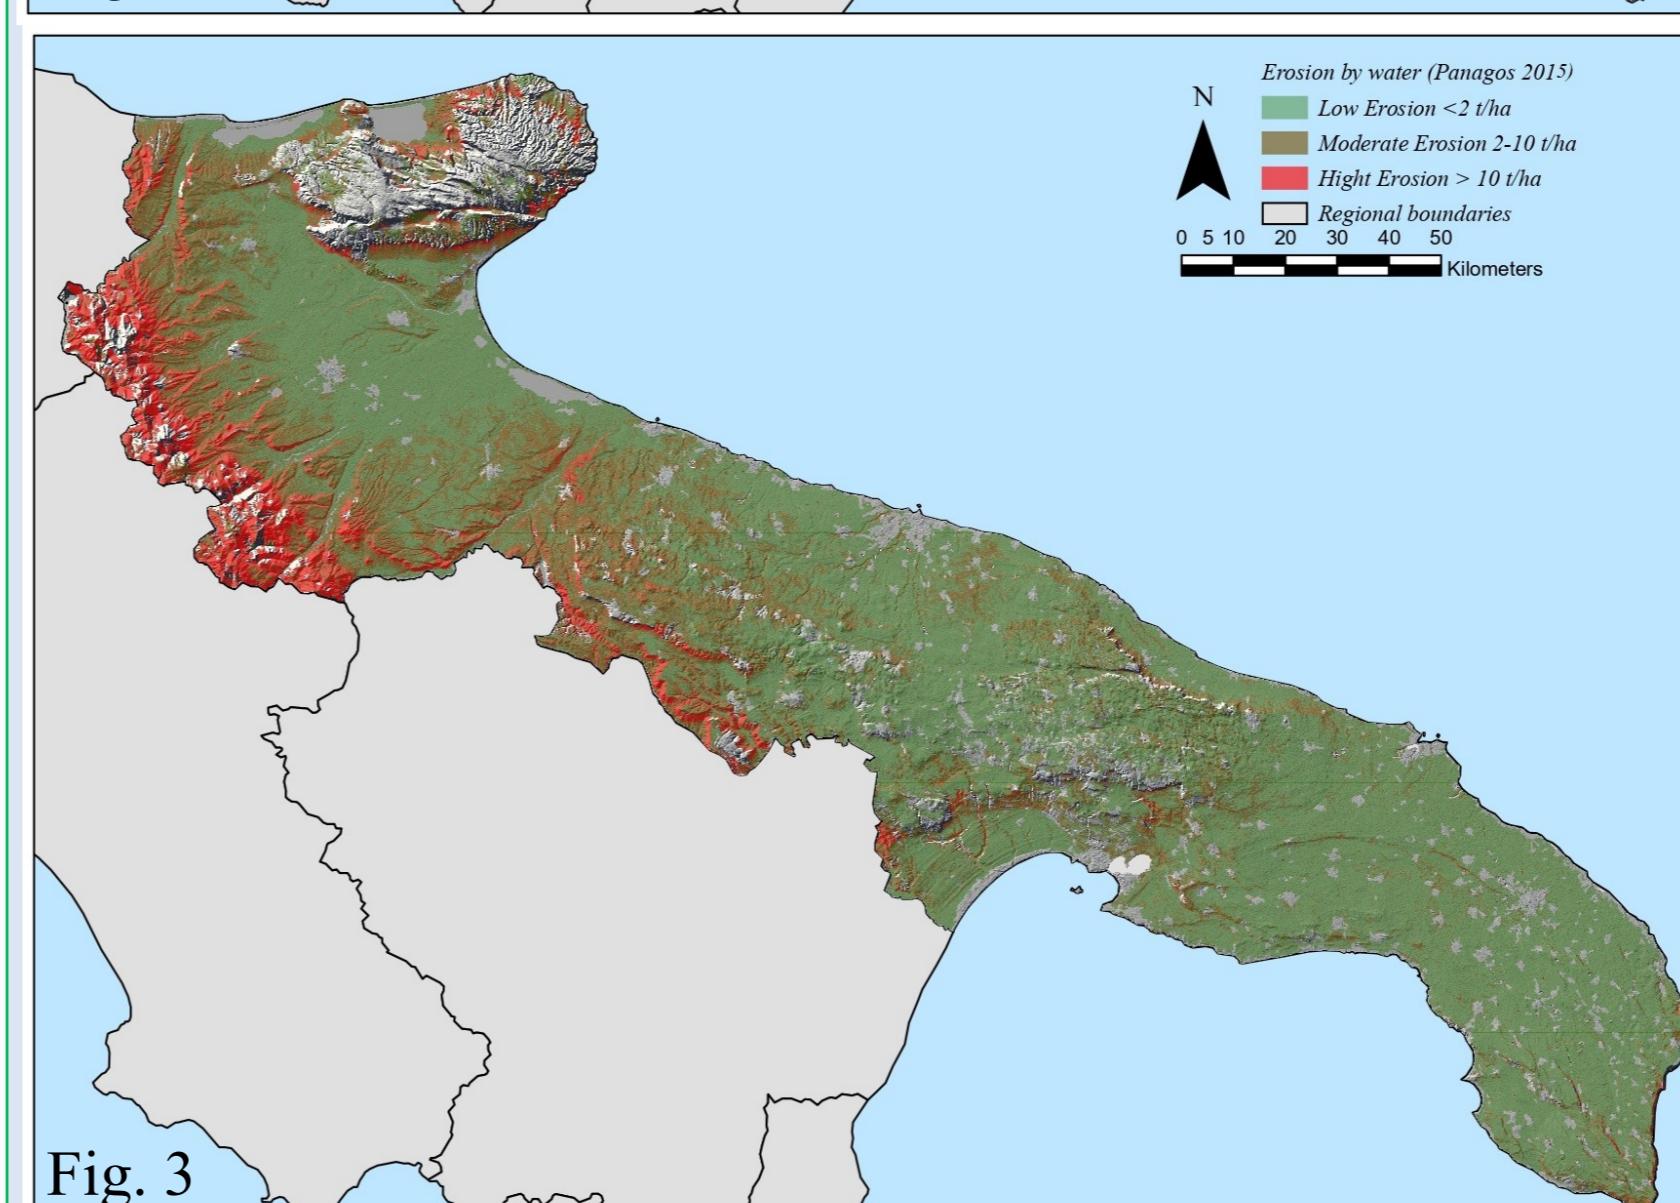 Erosion by water (Panagos 2015)
N
Low Erosion <2 t/ha
Moderate Erosion 2-10 t/ha
Hight Erosion > 10 t/ha
Regional boundaries
0 5 10 20 30 40 50
Kilometers
Fig. 3